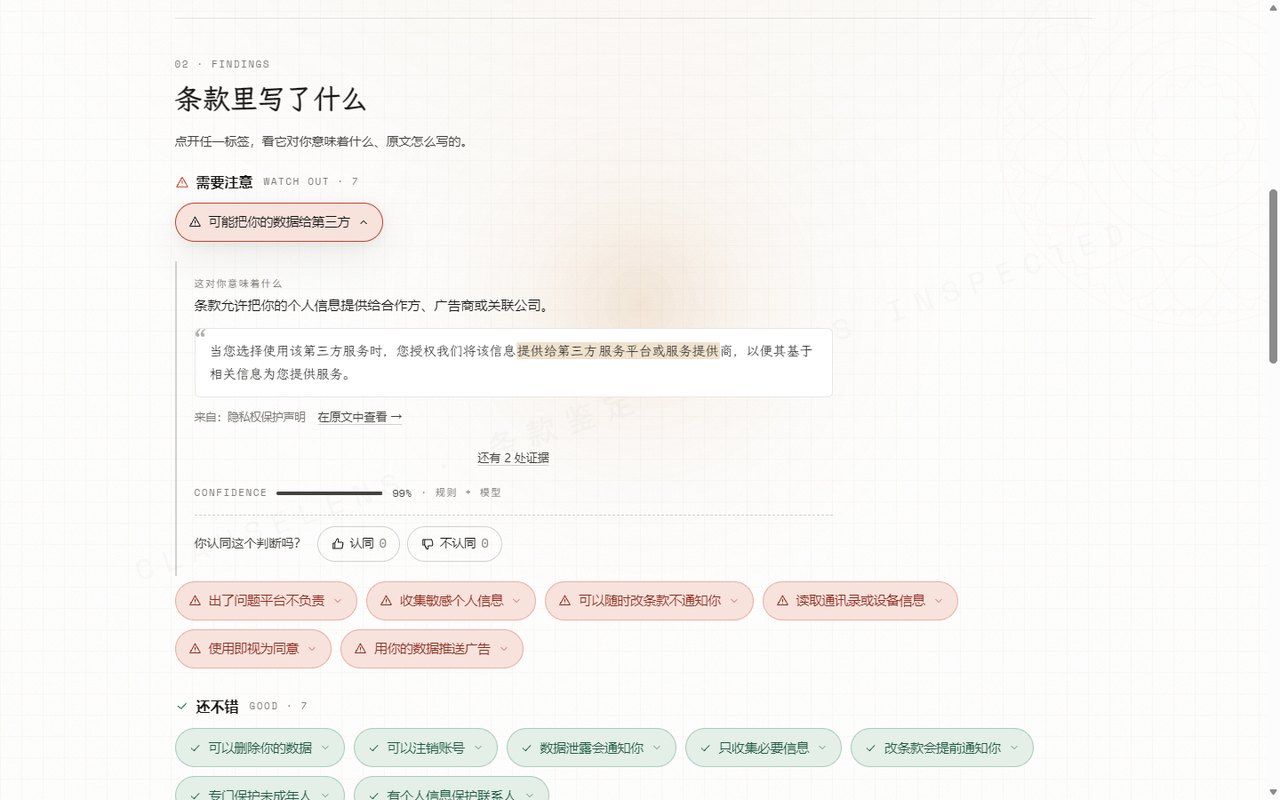 02 · FINDINGS
条款里写了什么
点开任一标签，看它对你意味着什么、原文怎么写的。
需要注意 WATCH OUT · 7
可能把你的数据给第三方
这对你意味着什么
条款允许把你的个人信息提供给合作方、广告商或关联公司。
“
当您选择使用该第三方服务时，您授权我们将该信息提供给第三方服务平台或服务提供商，以便其基于
相关信息为您提供服务。
来自：隐私权保护声明 在原文中查看 →
还有 2 处证据
CONFIDENCE 99% · 规则 + 模型
你认同这个判断吗？ 认同 0 不认同 0
出了问题平台不负责 收集敏感个人信息 可以随时改条款不通知你 读取通讯录或设备信息
使用即视为同意 用你的数据推送广告
还不错 GOOD · 7
可以删除你的数据 可以注销账号 数据泄露会通知你 只收集必要信息 改条款会提前通知你
专门保护未成年人 有个人信息保护联系人